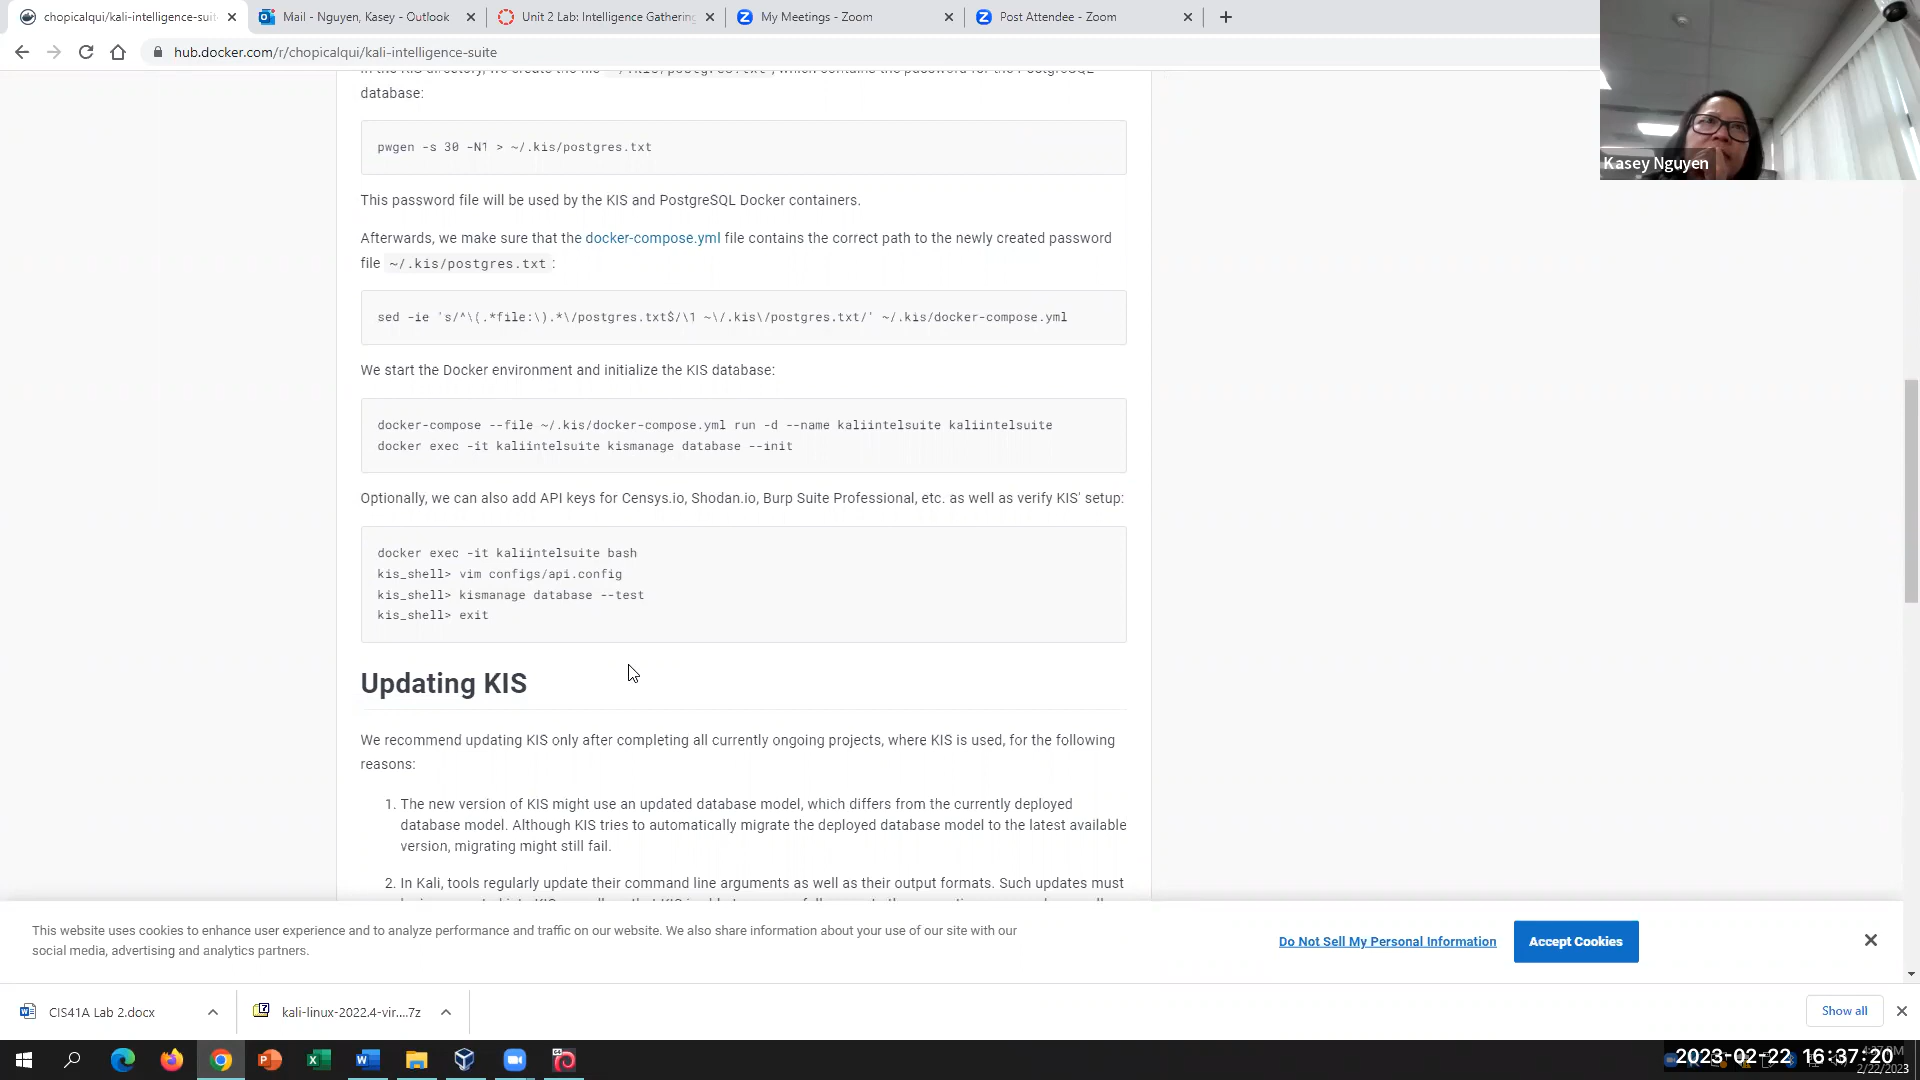 chopicalqui/kali-intelligence-suit
Mail - Nguyen, Kasey - Outlook
Unit 2 Lab: Intelligence Gathering
My Meetings - Zoom
Post Attendee - Zoom
hub.docker.com/r/chopicalqui/kali-intelligence-suite
database:
pwgen -s 30 -N1 > ~/.kis/postgres.txt
This password file will be used by the KIS and PostgreSQL Docker containers.
Afterwards, we make sure that the docker-compose.yml file contains the correct path to the newly created password
file ~/.kis/postgres.txt :
sed -ie 's/^\(.*file:\).*\/postgres.txt$/\1 ~\/.kis\/postgres.txt/' ~/.kis/docker-compose.yml
We start the Docker environment and initialize the KIS database:
docker-compose --file ~/.kis/docker-compose.yml run -d --name kaliintelsuite kaliintelsuite
docker exec -it kaliintelsuite kismanage database --init
Optionally, we can also add API keys for Censys.io, Shodan.io, Burp Suite Professional, etc. as well as verify KIS' setup:
docker exec -it kaliintelsuite bash
kis_shell> vim configs/api.config
kis_shell> kismanage database --test
kis_shell> exit
Updating KIS
We recommend updating KIS only after completing all currently ongoing projects, where KIS is used, for the following
reasons:
1. The new version of KIS might use an updated database model, which differs from the currently deployed
database model. Although KIS tries to automatically migrate the deployed database model to the latest available
version, migrating might still fail.
2. In Kali, tools regularly update their command line arguments as well as their output formats. Such updates must
This website uses cookies to enhance user experience and to analyze performance and traffic on our website. We also share information about your use of our site with our
social media, advertising and analytics partners.
Do Not Sell My Personal Information
Accept Cookies
CIS41A Lab 2.docx
kali-linux-2022.4-vir....7z
Show all
Kasey Nguyen
2023-02-22 16:37:20
2/22/2023